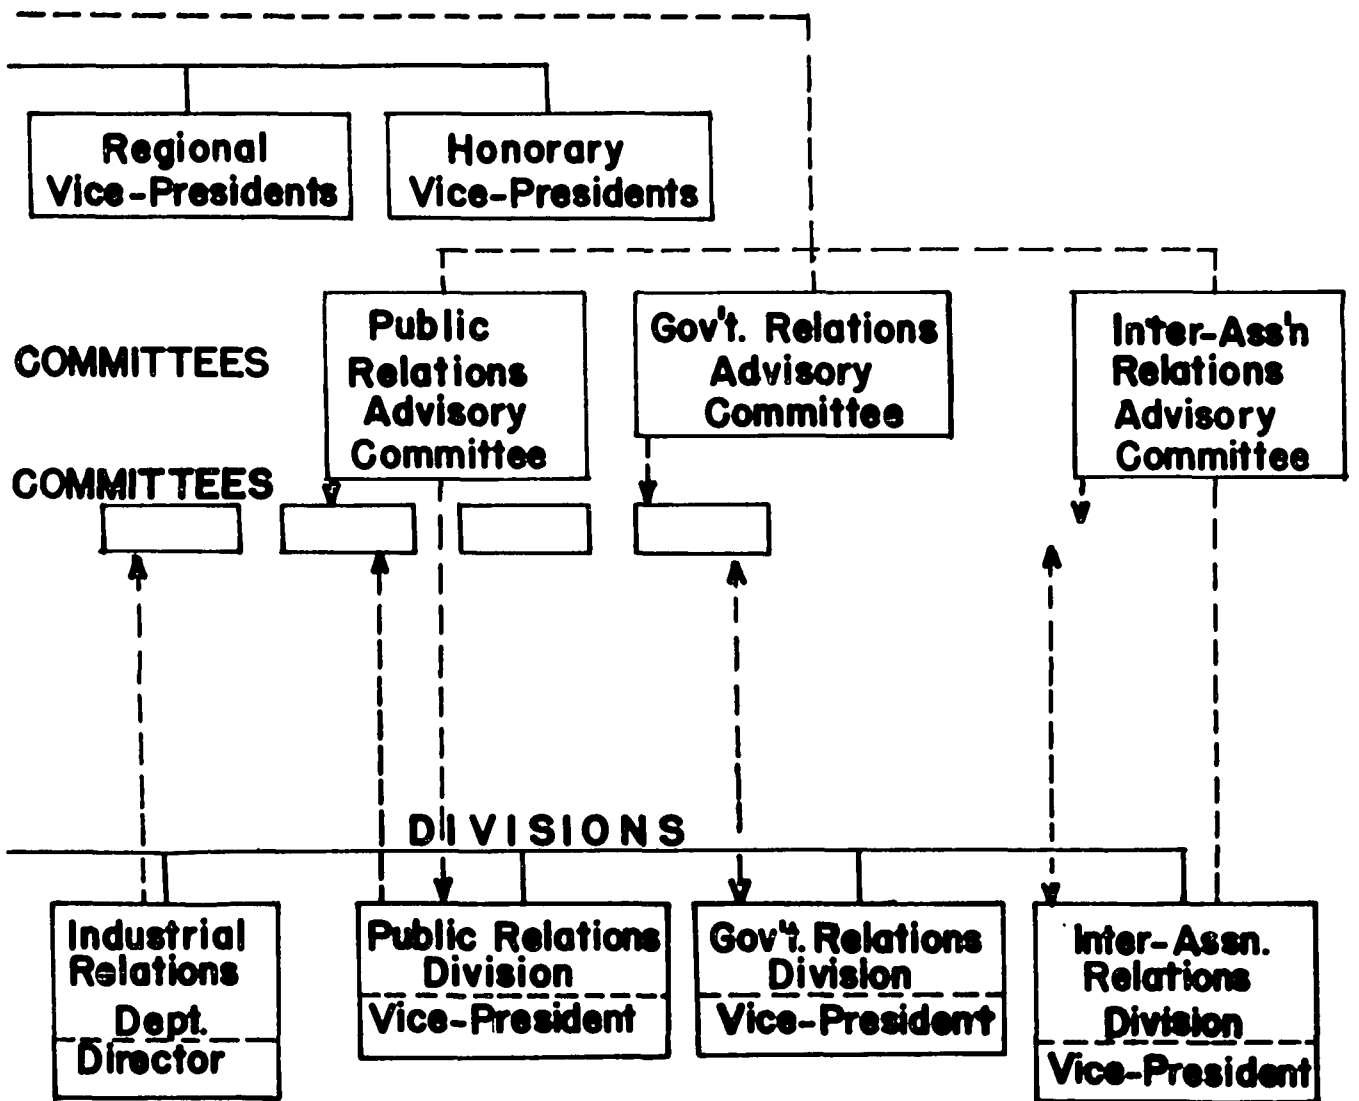 Regional
Vice-Presidents
Honorary
Vice-Presidents
COMMITTEES
Public
Relations
Advisory
Committee
Gov't. Relations
Advisory
Committee
Inter-Ass'n
Relations
Advisory
Committee
COMMITTEES
DIVISIONS
Industrial
Relations
Dept.
Director
Public Relations
Division
Vice-President
Gov't. Relations
Division
Vice-President
Inter-Assn.
Relations
Division
Vice-President